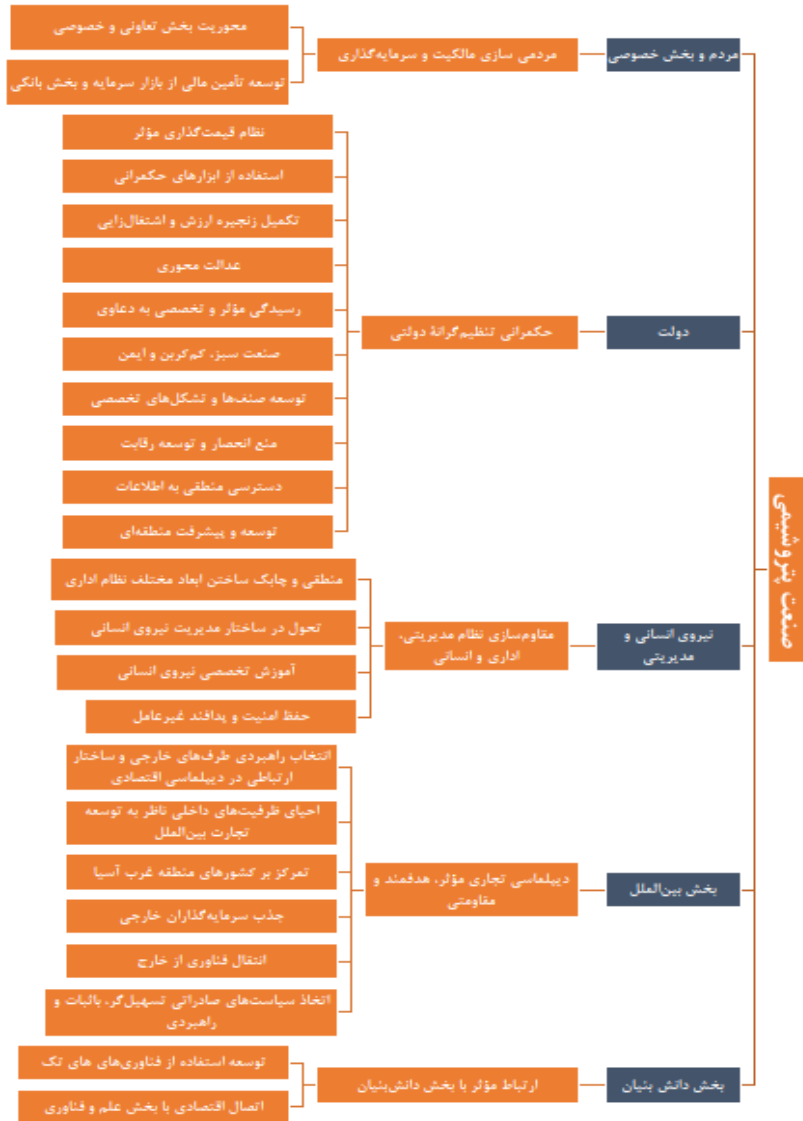 صنعت پتروشیمی
مردم و بخش خصوصی
مردمی سازی مالکیت و سرمایه‌گذاری
محوریت بخش تعاونی و خصوصی
توسعه تأمین مالی از بازار سرمایه و بخش بانکی
دولت
حکمرانی تنظیم‌گرانهٔ دولتی
نظام قیمت‌گذاری مؤثر
استفاده از ابزارهای حکمرانی
تکمیل زنجیره ارزش و اشتغال‌زایی
عدالت محوری
رسیدگی مؤثر و تخصصی به دعاوی
صنعت سبز، کم‌کربن و ایمن
توسعه صنف‌ها و تشکل‌های تخصصی
منع انحصار و توسعه رقابت
دسترسی منطقی به اطلاعات
توسعه و پیشرفت منطقه‌ای
نیروی انسانی و
مدیریتی
مقاوم‌سازی نظام مدیریتی،
اداری و انسانی
منطقی و چابک ساختن ابعاد مختلف نظام اداری
تحول در ساختار مدیریت نیروی انسانی
آموزش تخصصی نیروی انسانی
حفظ امنیت و پدافند غیرعامل
بخش بین‌الملل
دیپلماسی تجاری مؤثر، هدفمند و
مقاومتی
انتخاب راهبردی طرف‌های خارجی و ساختار
ارتباطی در دیپلماسی اقتصادی
احیای ظرفیت‌های داخلی ناظر به توسعه
تجارت بین‌الملل
تمرکز بر کشورهای منطقه غرب آسیا
جذب سرمایه‌گذاران خارجی
انتقال فناوری از خارج
اتخاذ سیاست‌های صادراتی تسهیل‌گر، باثبات و
راهبردی
بخش دانش بنیان
ارتباط مؤثر با بخش دانش‌بنیان
توسعه استفاده از فناوری‌های های تک
اتصال اقتصادی با بخش علم و فناوری